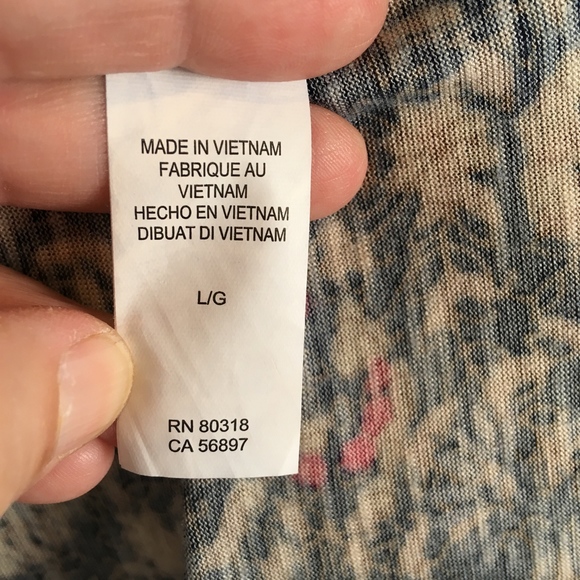 MADE IN VIETNAM
FABRIQUE AU
VIETNAM
HECHO EN VIETNAM
DIBUAT DI VIETNAM
L/G
RN 80318
CA 56897